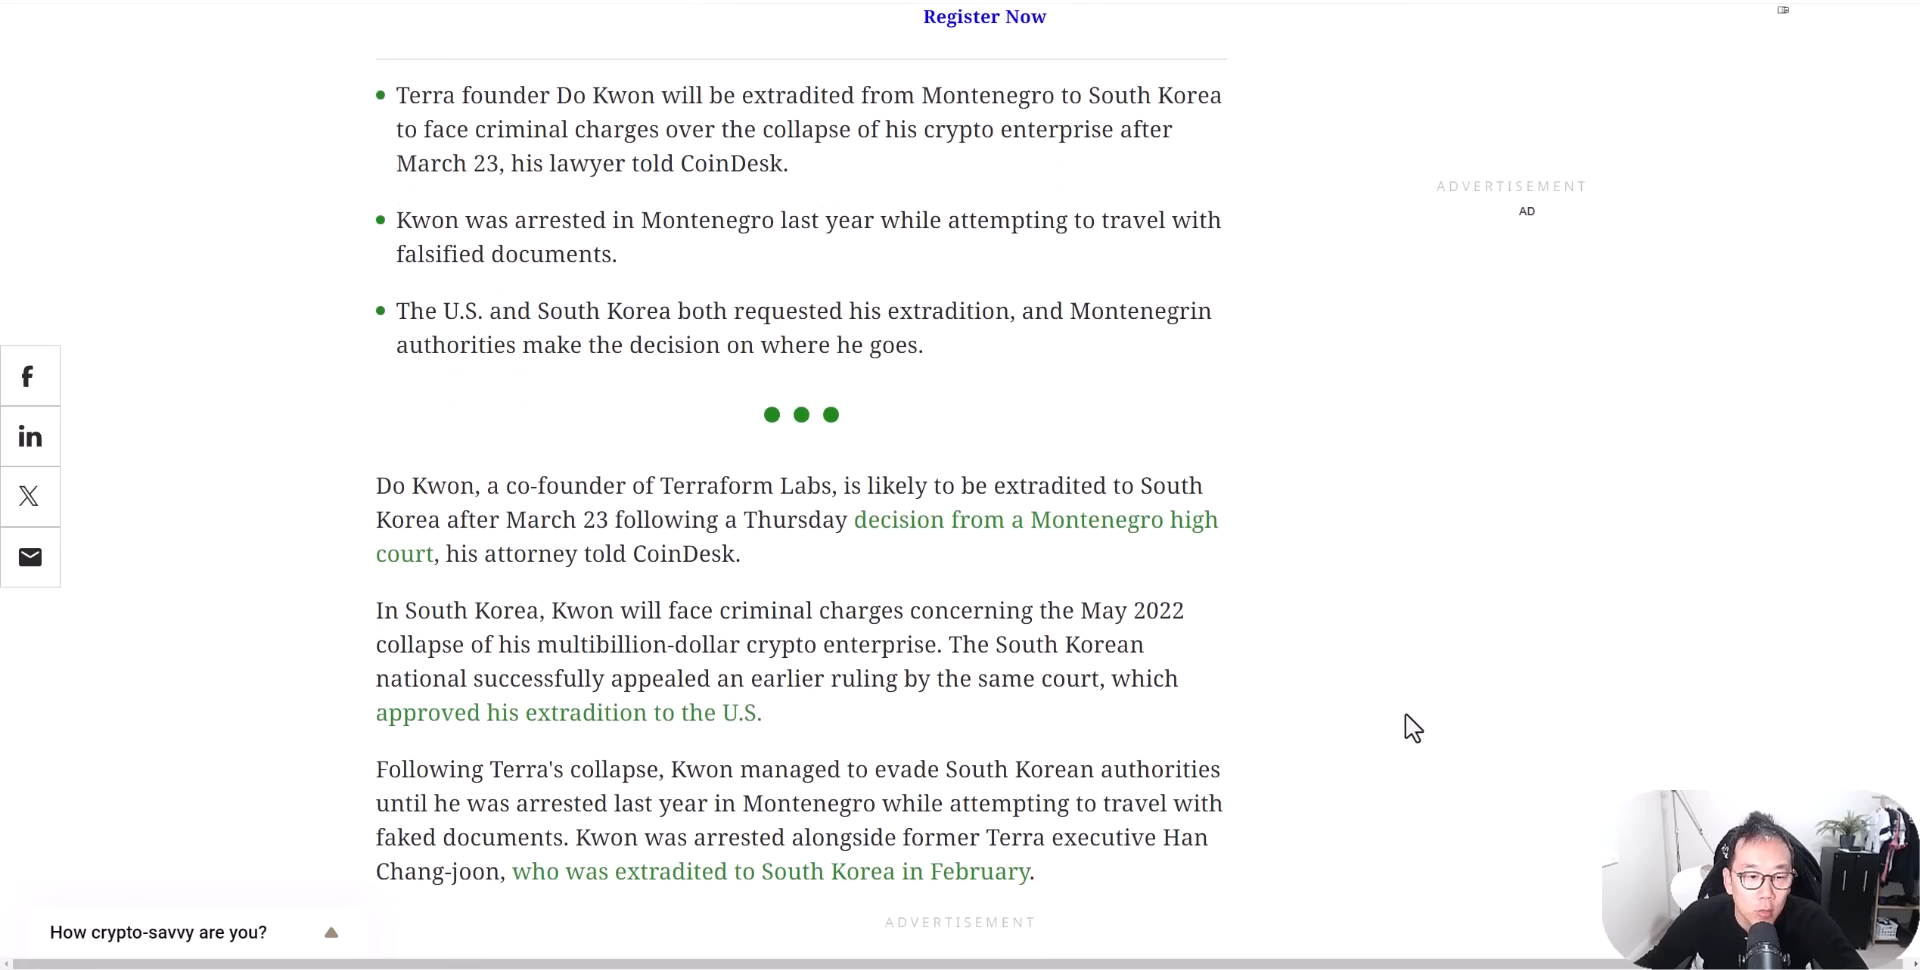 Register Now
Terra founder Do Kwon will be extradited from Montenegro to South Korea
to face criminal charges over the collapse of his crypto enterprise after
March 23, his lawyer told CoinDesk.
Kwon was arrested in Montenegro last year while attempting to travel with
falsified documents.
The U.S. and South Korea both requested his extradition, and Montenegrin
authorities make the decision on where he goes.
ADVERTISEMENT
AD
Do Kwon, a co-founder of Terraform Labs, is likely to be extradited to South
Korea after March 23 following a Thursday decision from a Montenegro high
court, his attorney told CoinDesk.
In South Korea, Kwon will face criminal charges concerning the May 2022
collapse of his multibillion-dollar crypto enterprise. The South Korean
national successfully appealed an earlier ruling by the same court, which
approved his extradition to the U.S.
Following Terra's collapse, Kwon managed to evade South Korean authorities
until he was arrested last year in Montenegro while attempting to travel with
faked documents. Kwon was arrested alongside former Terra executive Han
Chang-joon, who was extradited to South Korea in February.
ADVERTISEMENT
How crypto-savvy are you?